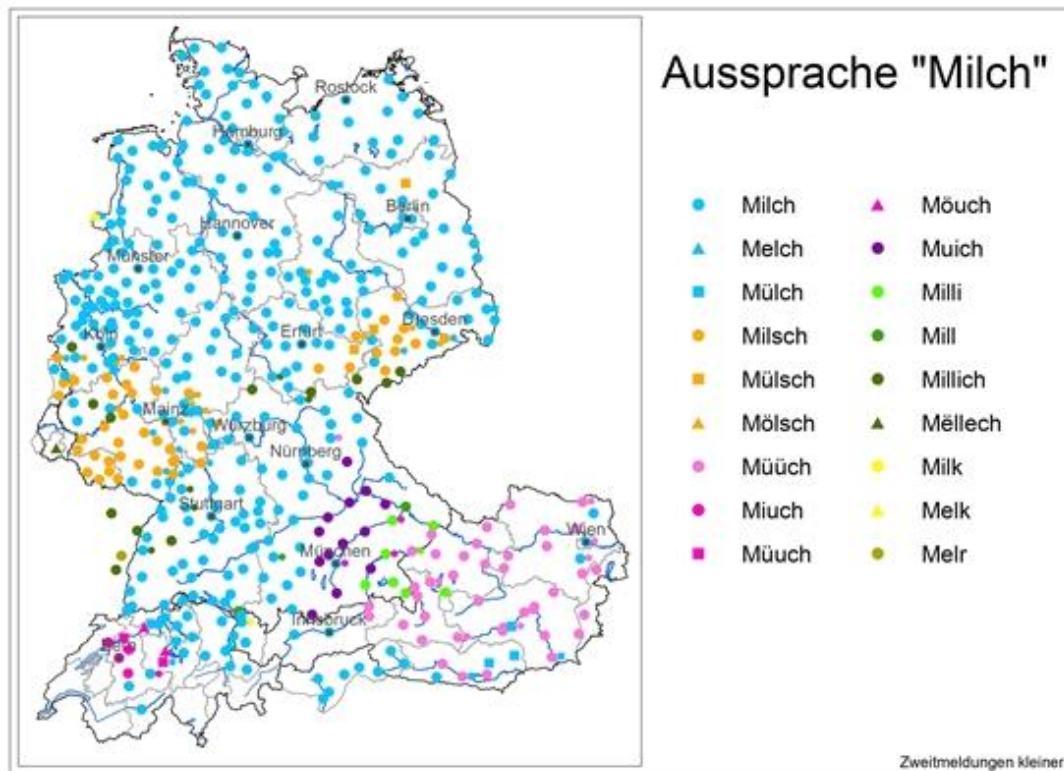 Aussprache "Milch"
Milch
Melch
Mülch
Milsch
Mülsch
Mölsch
Müüch
Miuch
Müuch
Möuch
Muich
Milli
Mill
Millich
Mëllech
Milk
Melk
Melr
Rostock
Hamburg
Berlin
Hannover
Münster
Köln
Erfurt
Dresden
Mainz
Würzburg
Nürnberg
Stuttgart
Wien
München
Innsbruck
Bern
Zweitmeldungen kleiner